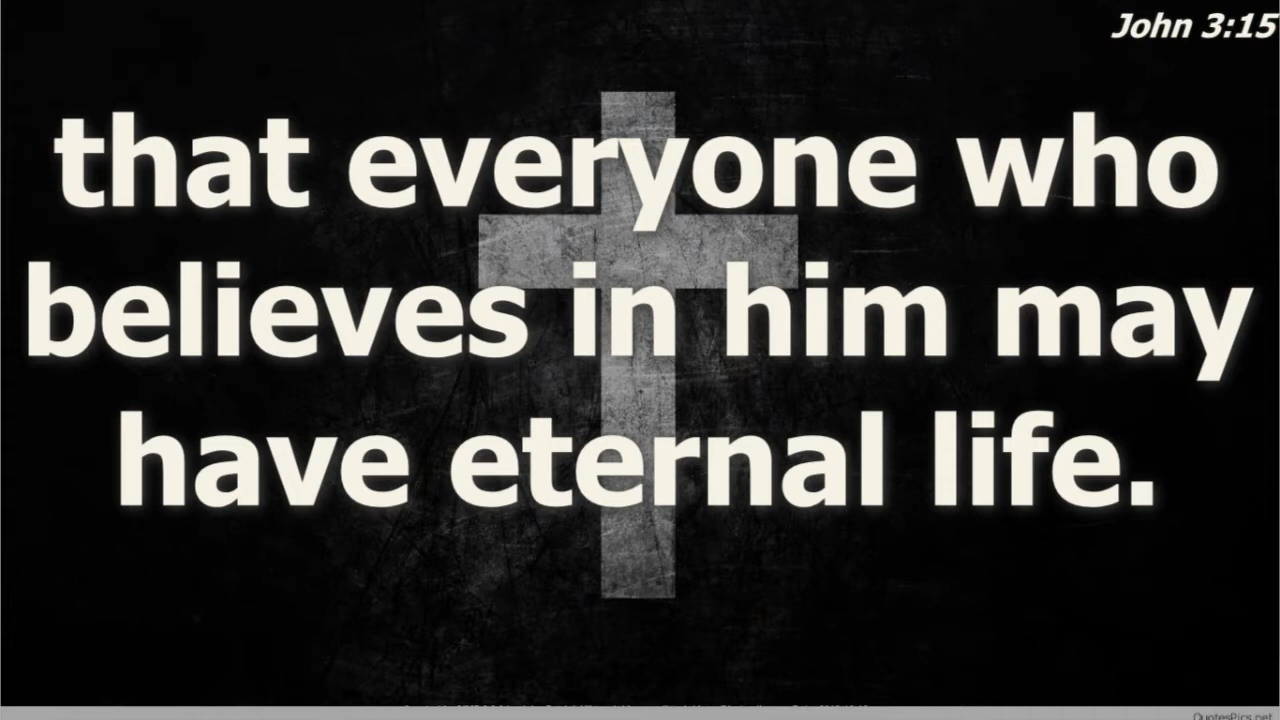 John 3:15
that everyone who
believes in him may
have eternal life.
QuotesPics.net